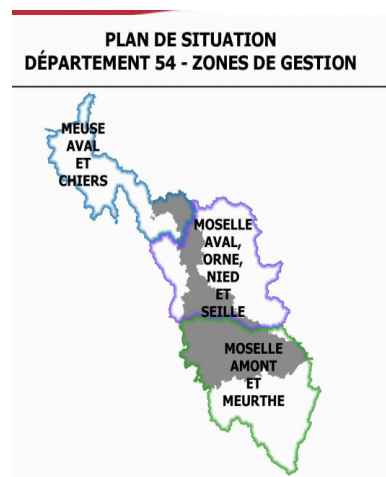 PLAN DE SITUATION
DÉPARTEMENT 54 - ZONES DE GESTION
MEUSE
AVAL
ET
CHIERS
MOSELLE
AVAL,
ORNE,
NIED
ET
SEILLE
MOSELLE
AMONT
ET
MEURTHE